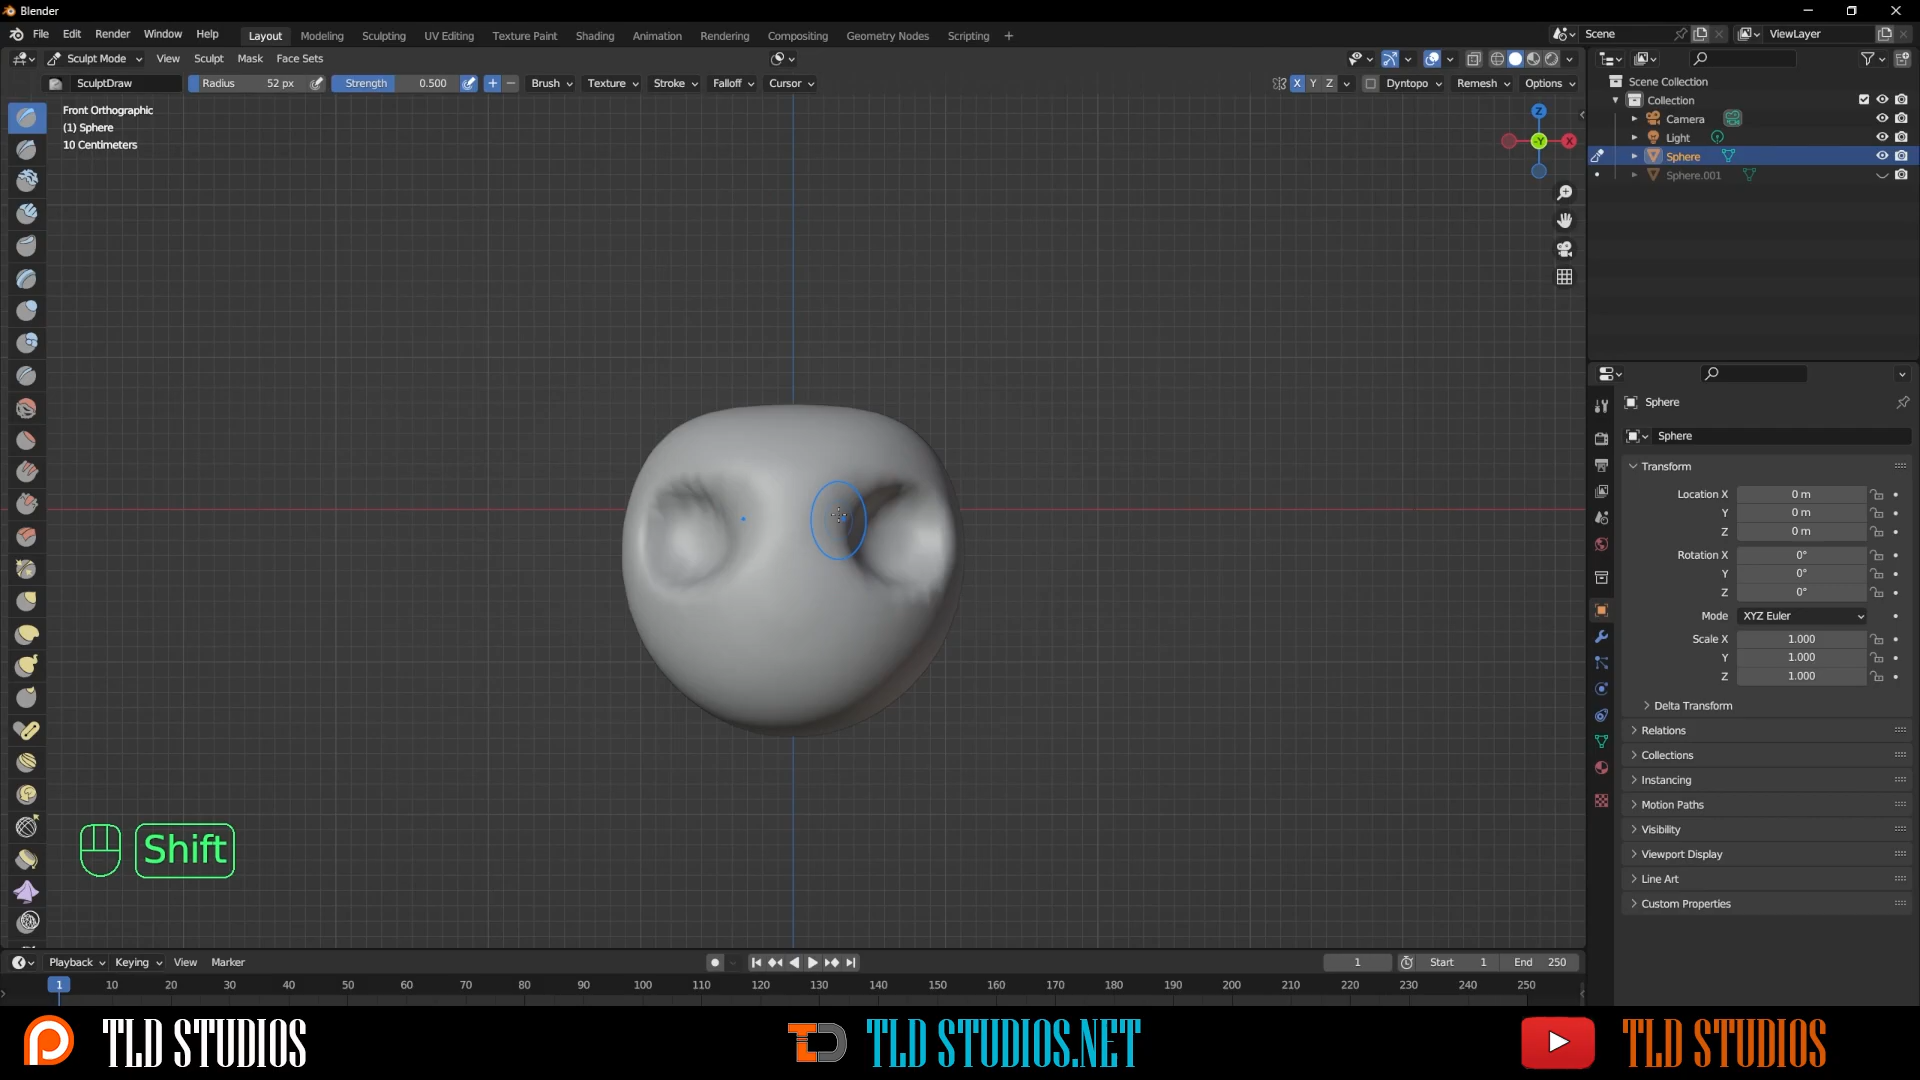 Blender
File Edit Render Window Help Layout Modeling Sculpting UV Editing Texture Paint Shading Animation Rendering Compositing Geometry Nodes Scripting + Scene ViewLayer
Sculpt Mode View Sculpt Mask Face Sets
SculptDraw Radius 52 px Strength 0.500 + − Brush Texture Stroke Falloff Cursor X Y Z Dyntopo Remesh Options
Front Orthographic
(1) Sphere
10 Centimeters
Z
-Y X
Scene Collection
Collection
Camera
Light
Sphere
Sphere.001
Sphere
Sphere
Transform
Location X 0 m
Y 0 m
Z 0 m
Rotation X 0°
Y 0°
Z 0°
Mode XYZ Euler
Scale X 1.000
Y 1.000
Z 1.000
Delta Transform
Relations
Collections
Instancing
Motion Paths
Visibility
Viewport Display
Line Art
Custom Properties
Shift
Playback Keying View Marker 1 Start 1 End 250
1 10 20 30 40 50 60 70 80 90 100 110 120 130 140 150 160 170 180 190 200 210 220 230 240 250
TLD STUDIOS TLD STUDIOS.NET TLD STUDIOS